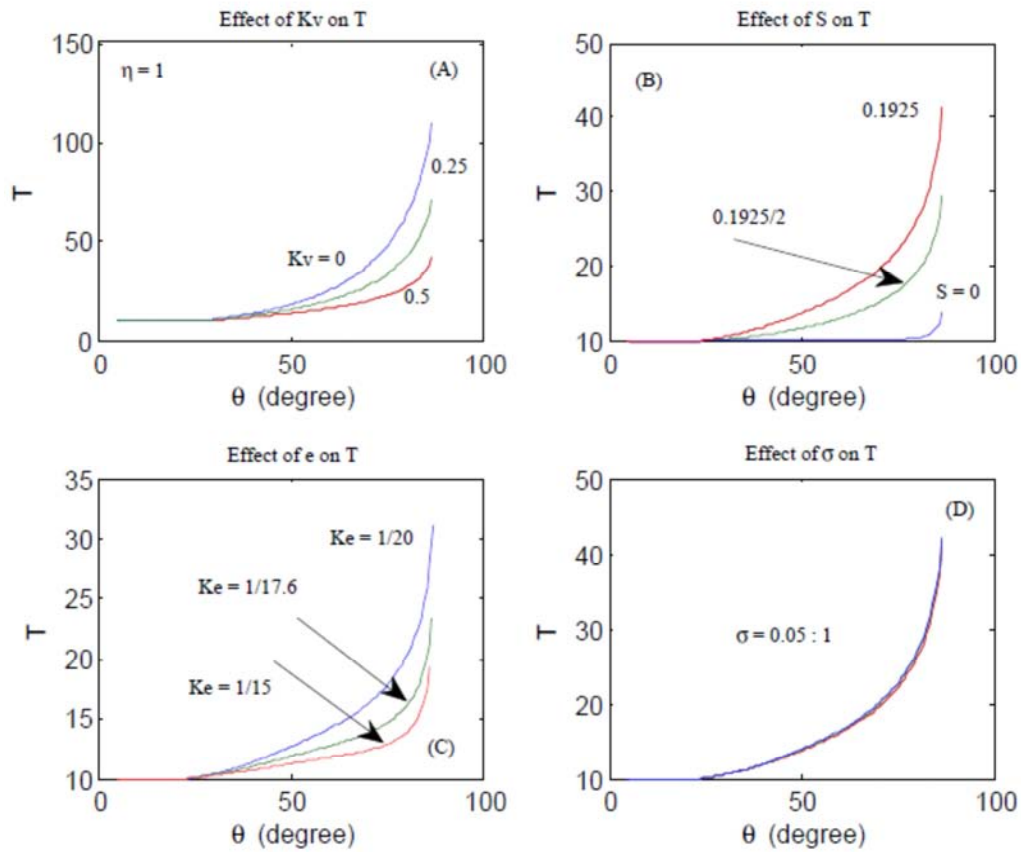 Effect of Kv on T
150
100
50
0
0
50
100
T
θ (degree)
η = 1
(A)
0.25
Kv = 0
0.5
Effect of S on T
50
40
30
20
10
0
50
100
T
θ (degree)
(B)
0.1925
0.1925/2
S = 0
Effect of e on T
35
30
25
20
15
10
0
50
100
T
θ (degree)
Ke = 1/20
Ke = 1/17.6
Ke = 1/15
(C)
Effect of σ on T
50
40
30
20
10
0
50
100
T
θ (degree)
(D)
σ = 0.05 : 1